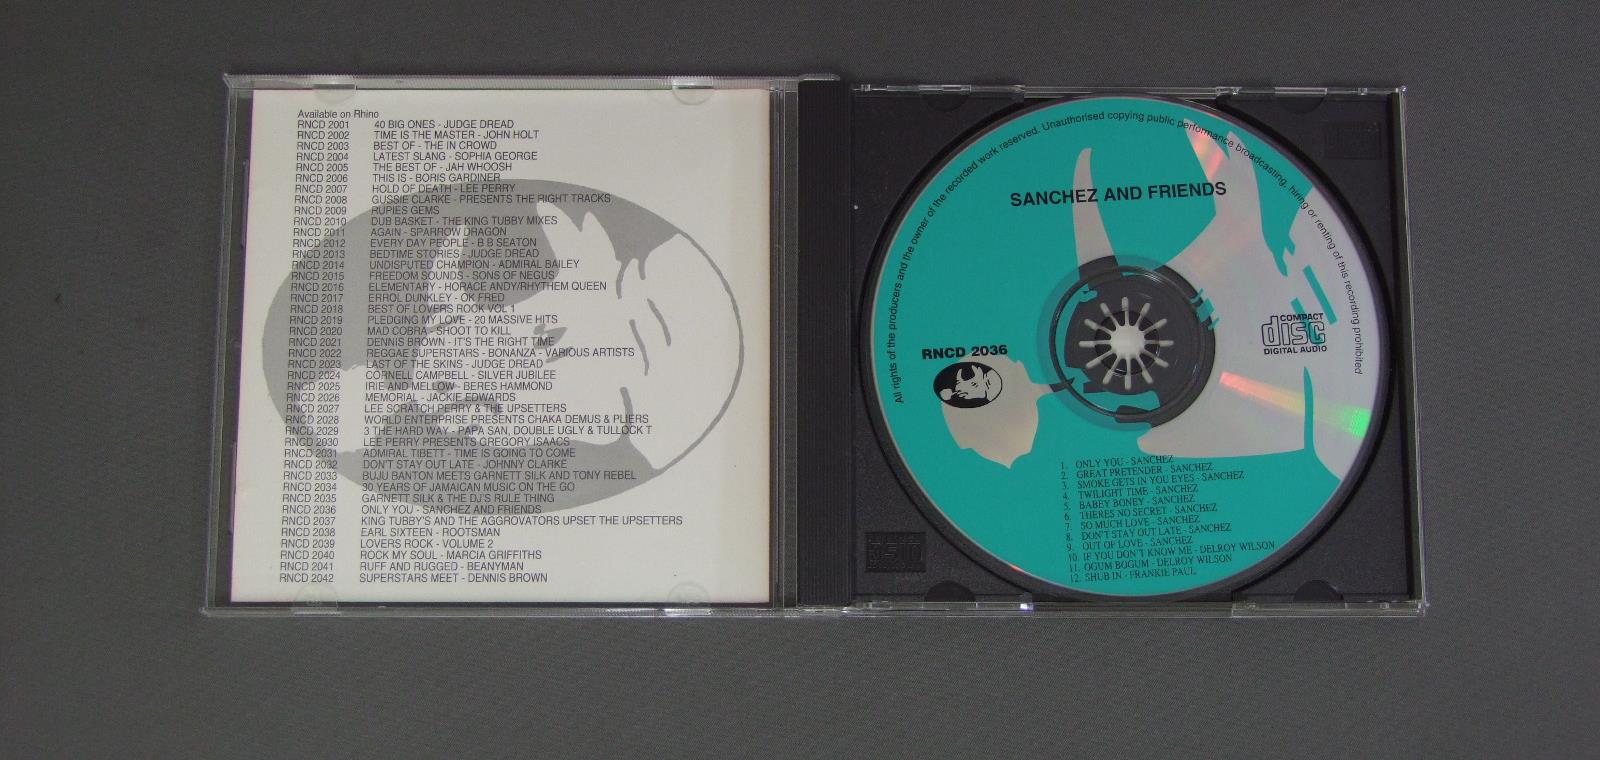 Available on Rhino
RNCD 2001 40 BIG ONES - JUDGE DREAD
RNCD 2002 TIME IS THE MASTER - JOHN HOLT
RNCD 2003 BEST OF - THE IN CROWD
RNCD 2004 LATEST SLANG - SOPHIA GEORGE
RNCD 2005 THE BEST OF - JAH WHOOSH
RNCD 2006 THIS IS - BORIS GARDINER
RNCD 2007 HOLD OF DEATH - LEE PERRY
RNCD 2008 GUSSIE CLARKE - PRESENTS THE RIGHT TRACKS
RNCD 2009 RUPIES GEMS
RNCD 2010 DUB BASKET - THE KING TUBBY MIXES
RNCD 2011 AGAIN - SPARROW DRAGON
RNCD 2012 EVERY DAY PEOPLE - B B SEATON
RNCD 2013 BEDTIME STORIES - JUDGE DREAD
RNCD 2014 UNDISPUTED CHAMPION - ADMIRAL BAILEY
RNCD 2015 FREEDOM SOUNDS - SONS OF NEGUS
RNCD 2016 ELEMENTARY - HORACE ANDY/RHYTHEM QUEEN
RNCD 2017 ERROL DUNKLEY - OK FRED
RNCD 2018 BEST OF LOVERS ROCK VOL 1
RNCD 2019 PLEDGING MY LOVE - 20 MASSIVE HITS
RNCD 2020 MAD COBRA - SHOOT TO KILL
RNCD 2021 DENNIS BROWN - IT'S THE RIGHT TIME
RNCD 2022 REGGAE SUPERSTARS - BONANZA - VARIOUS ARTISTS
RNCD 2023 LAST OF THE SKINS - JUDGE DREAD
RNCD 2024 CORNELL CAMPBELL - SILVER JUBILEE
RNCD 2025 IRIE AND MELLOW - BERES HAMMOND
RNCD 2026 MEMORIAL - JACKIE EDWARDS
RNCD 2027 LEE SCRATCH PERRY & THE UPSETTERS
RNCD 2028 WORLD ENTERPRISE PRESENTS CHAKA DEMUS & PLIERS
RNCD 2029 3 THE HARD WAY - PAPA SAN, DOUBLE UGLY & TULLOCK T
RNCD 2030 LEE PERRY PRESENTS GREGORY ISAACS
RNCD 2031 ADMIRAL TIBETT - TIME IS GOING TO COME
RNCD 2032 DON'T STAY OUT LATE - JOHNNY CLARKE
RNCD 2033 BUJU BANTON MEETS GARNETT SILK AND TONY REBEL
RNCD 2034 30 YEARS OF JAMAICAN MUSIC ON THE GO
RNCD 2035 GARNETT SILK & THE DJ'S RULE THING
RNCD 2036 ONLY YOU - SANCHEZ AND FRIENDS
RNCD 2037 KING TUBBY'S AND THE AGGROVATORS UPSET THE UPSETTERS
RNCD 2038 EARL SIXTEEN - ROOTSMAN
RNCD 2039 LOVERS ROCK - VOLUME 2
RNCD 2040 ROCK MY SOUL - MARCIA GRIFFITHS
RNCD 2041 RUFF AND RUGGED - BEANYMAN
RNCD 2042 SUPERSTARS MEET - DENNIS BROWN
All rights of the producers and the owner of the recorded work reserved. Unauthorised copying public performance broadcasting, hiring or renting of this recording prohibited
SANCHEZ AND FRIENDS
RNCD 2036
COMPACT
disc
DIGITAL AUDIO
1. ONLY YOU - SANCHEZ
2. GREAT PRETENDER - SANCHEZ
3. SMOKE GETS IN YOU EYES - SANCHEZ
4. TWILIGHT TIME - SANCHEZ
5. BABEY BONEY - SANCHEZ
6. THERES NO SECRET - SANCHEZ
7. SO MUCH LOVE - SANCHEZ
8. DON'T STAY OUT LATE - SANCHEZ
9. OUT OF LOVE - SANCHEZ
10. IF YOU DON'T KNOW ME - DELROY WILSON
11. OGUM BOGUM - DELROY WILSON
12. SHUB IN - FRANKIE PAUL